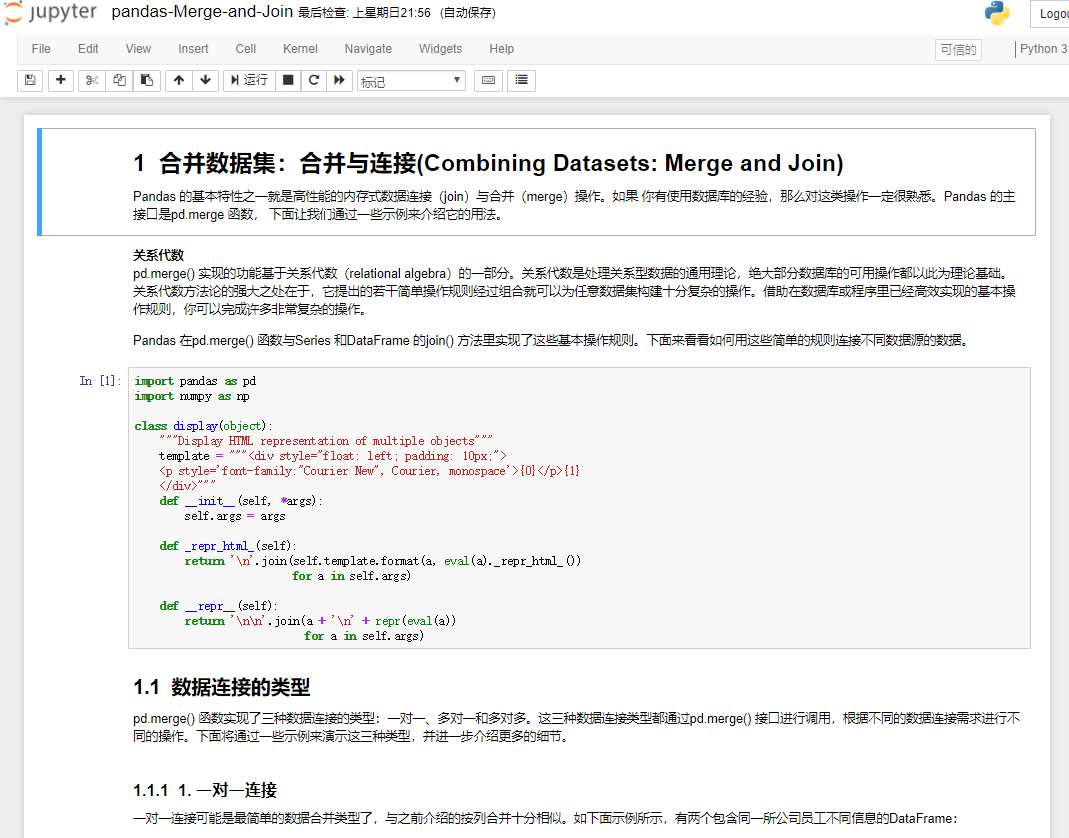 jupyter pandas-Merge-and-Join 最后检查: 上星期日21:56 (自动保存)
Logou
File Edit View Insert Cell Kernel Navigate Widgets Help 可信的 Python 3
运行 标记
1 合并数据集：合并与连接(Combining Datasets: Merge and Join)
Pandas 的基本特性之一就是高性能的内存式数据连接（join）与合并（merge）操作。如果 你有使用数据库的经验，那么对这类操作一定很熟悉。Pandas 的主
接口是pd.merge 函数， 下面让我们通过一些示例来介绍它的用法。
关系代数
pd.merge() 实现的功能基于关系代数（relational algebra）的一部分。关系代数是处理关系型数据的通用理论，绝大部分数据库的可用操作都以此为理论基础。
关系代数方法论的强大之处在于，它提出的若干简单操作规则经过组合就可以为任意数据集构建十分复杂的操作。借助在数据库或程序里已经高效实现的基本操
作规则，你可以完成许多非常复杂的操作。
Pandas 在pd.merge() 函数与Series 和DataFrame 的join() 方法里实现了这些基本操作规则。下面来看看如何用这些简单的规则连接不同数据源的数据。
In [1]: import pandas as pd
import numpy as np
class display(object):
"""Display HTML representation of multiple objects"""
template = """<div style="float: left; padding: 10px;">
<p style='font-family:"Courier New", Courier, monospace'>{0}</p>{1}
</div>"""
def __init__(self, *args):
self.args = args
def _repr_html_(self):
return '\n'.join(self.template.format(a, eval(a)._repr_html_())
for a in self.args)
def __repr__(self):
return '\n\n'.join(a + '\n' + repr(eval(a))
for a in self.args)
1.1 数据连接的类型
pd.merge() 函数实现了三种数据连接的类型：一对一、多对一和多对多。这三种数据连接类型都通过pd.merge() 接口进行调用，根据不同的数据连接需求进行不
同的操作。下面将通过一些示例来演示这三种类型，并进一步介绍更多的细节。
1.1.1 1. 一对一连接
一对一连接可能是最简单的数据合并类型了，与之前介绍的按列合并十分相似。如下面示例所示，有两个包含同一所公司员工不同信息的DataFrame：